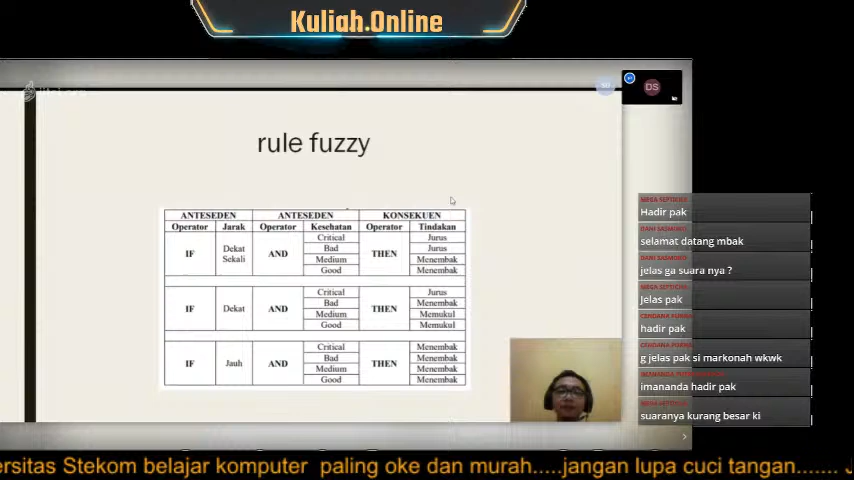 Kuliah.Online
DS
rule fuzzy
ANTESEDEN ANTESEDEN KONSEKUEN
Operator Jarak Operator Kesehatan Operator Tindakan
IF Dekat Sekali AND Critical THEN Jurus
Bad Jurus
Medium Menembak
Good Menembak
IF Dekat AND Critical THEN Jurus
Bad Menembak
Medium Memukul
Good Memukul
IF Jauh AND Critical THEN Menembak
Bad Menembak
Medium Menembak
Good Menembak
Hadir pak
selamat datang mbak
jelas ga suara nya ?
Jelas pak
hadir pak
g jelas pak si markonah wkwk
imananda hadir pak
suaranya kurang besar ki
ersitas Stekom belajar komputer paling oke dan murah.....jangan lupa cuci tangan.......